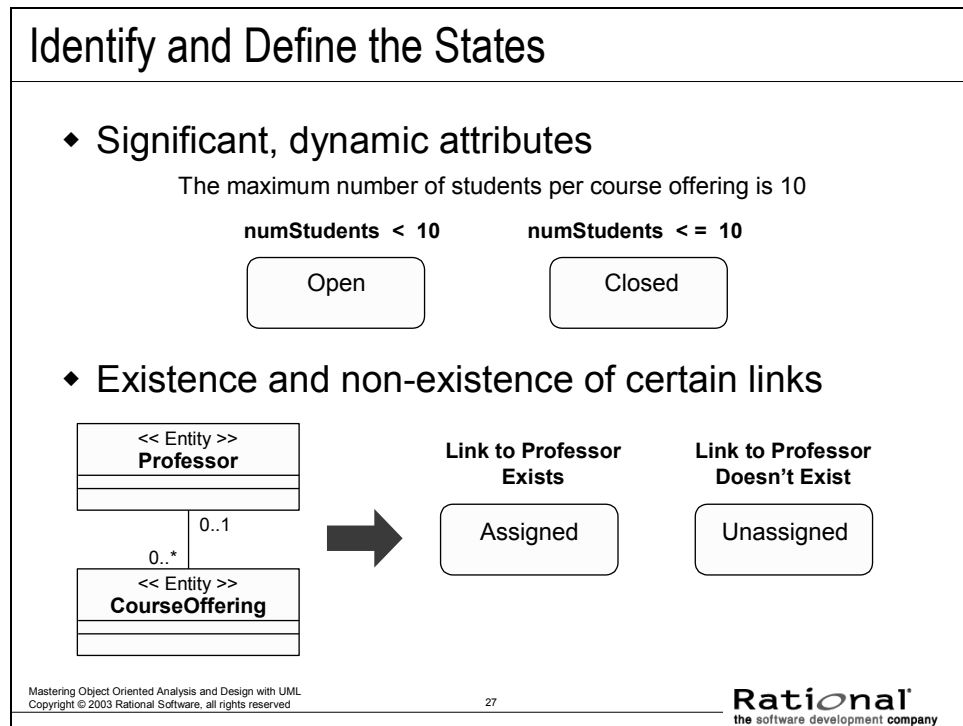 Identify and Define the States
◆ Significant, dynamic attributes
The maximum number of students per course offering is 10
numStudents < 10
numStudents < = 10
Open
Closed
◆ Existence and non-existence of certain links
<< Entity >>
Professor
0..1
0..*
<< Entity >>
CourseOffering
Link to Professor
Exists
Assigned
Link to Professor
Doesn't Exist
Unassigned
Mastering Object Oriented Analysis and Design with UML
Copyright © 2003 Rational Software, all rights reserved
27
Rational
the software development company